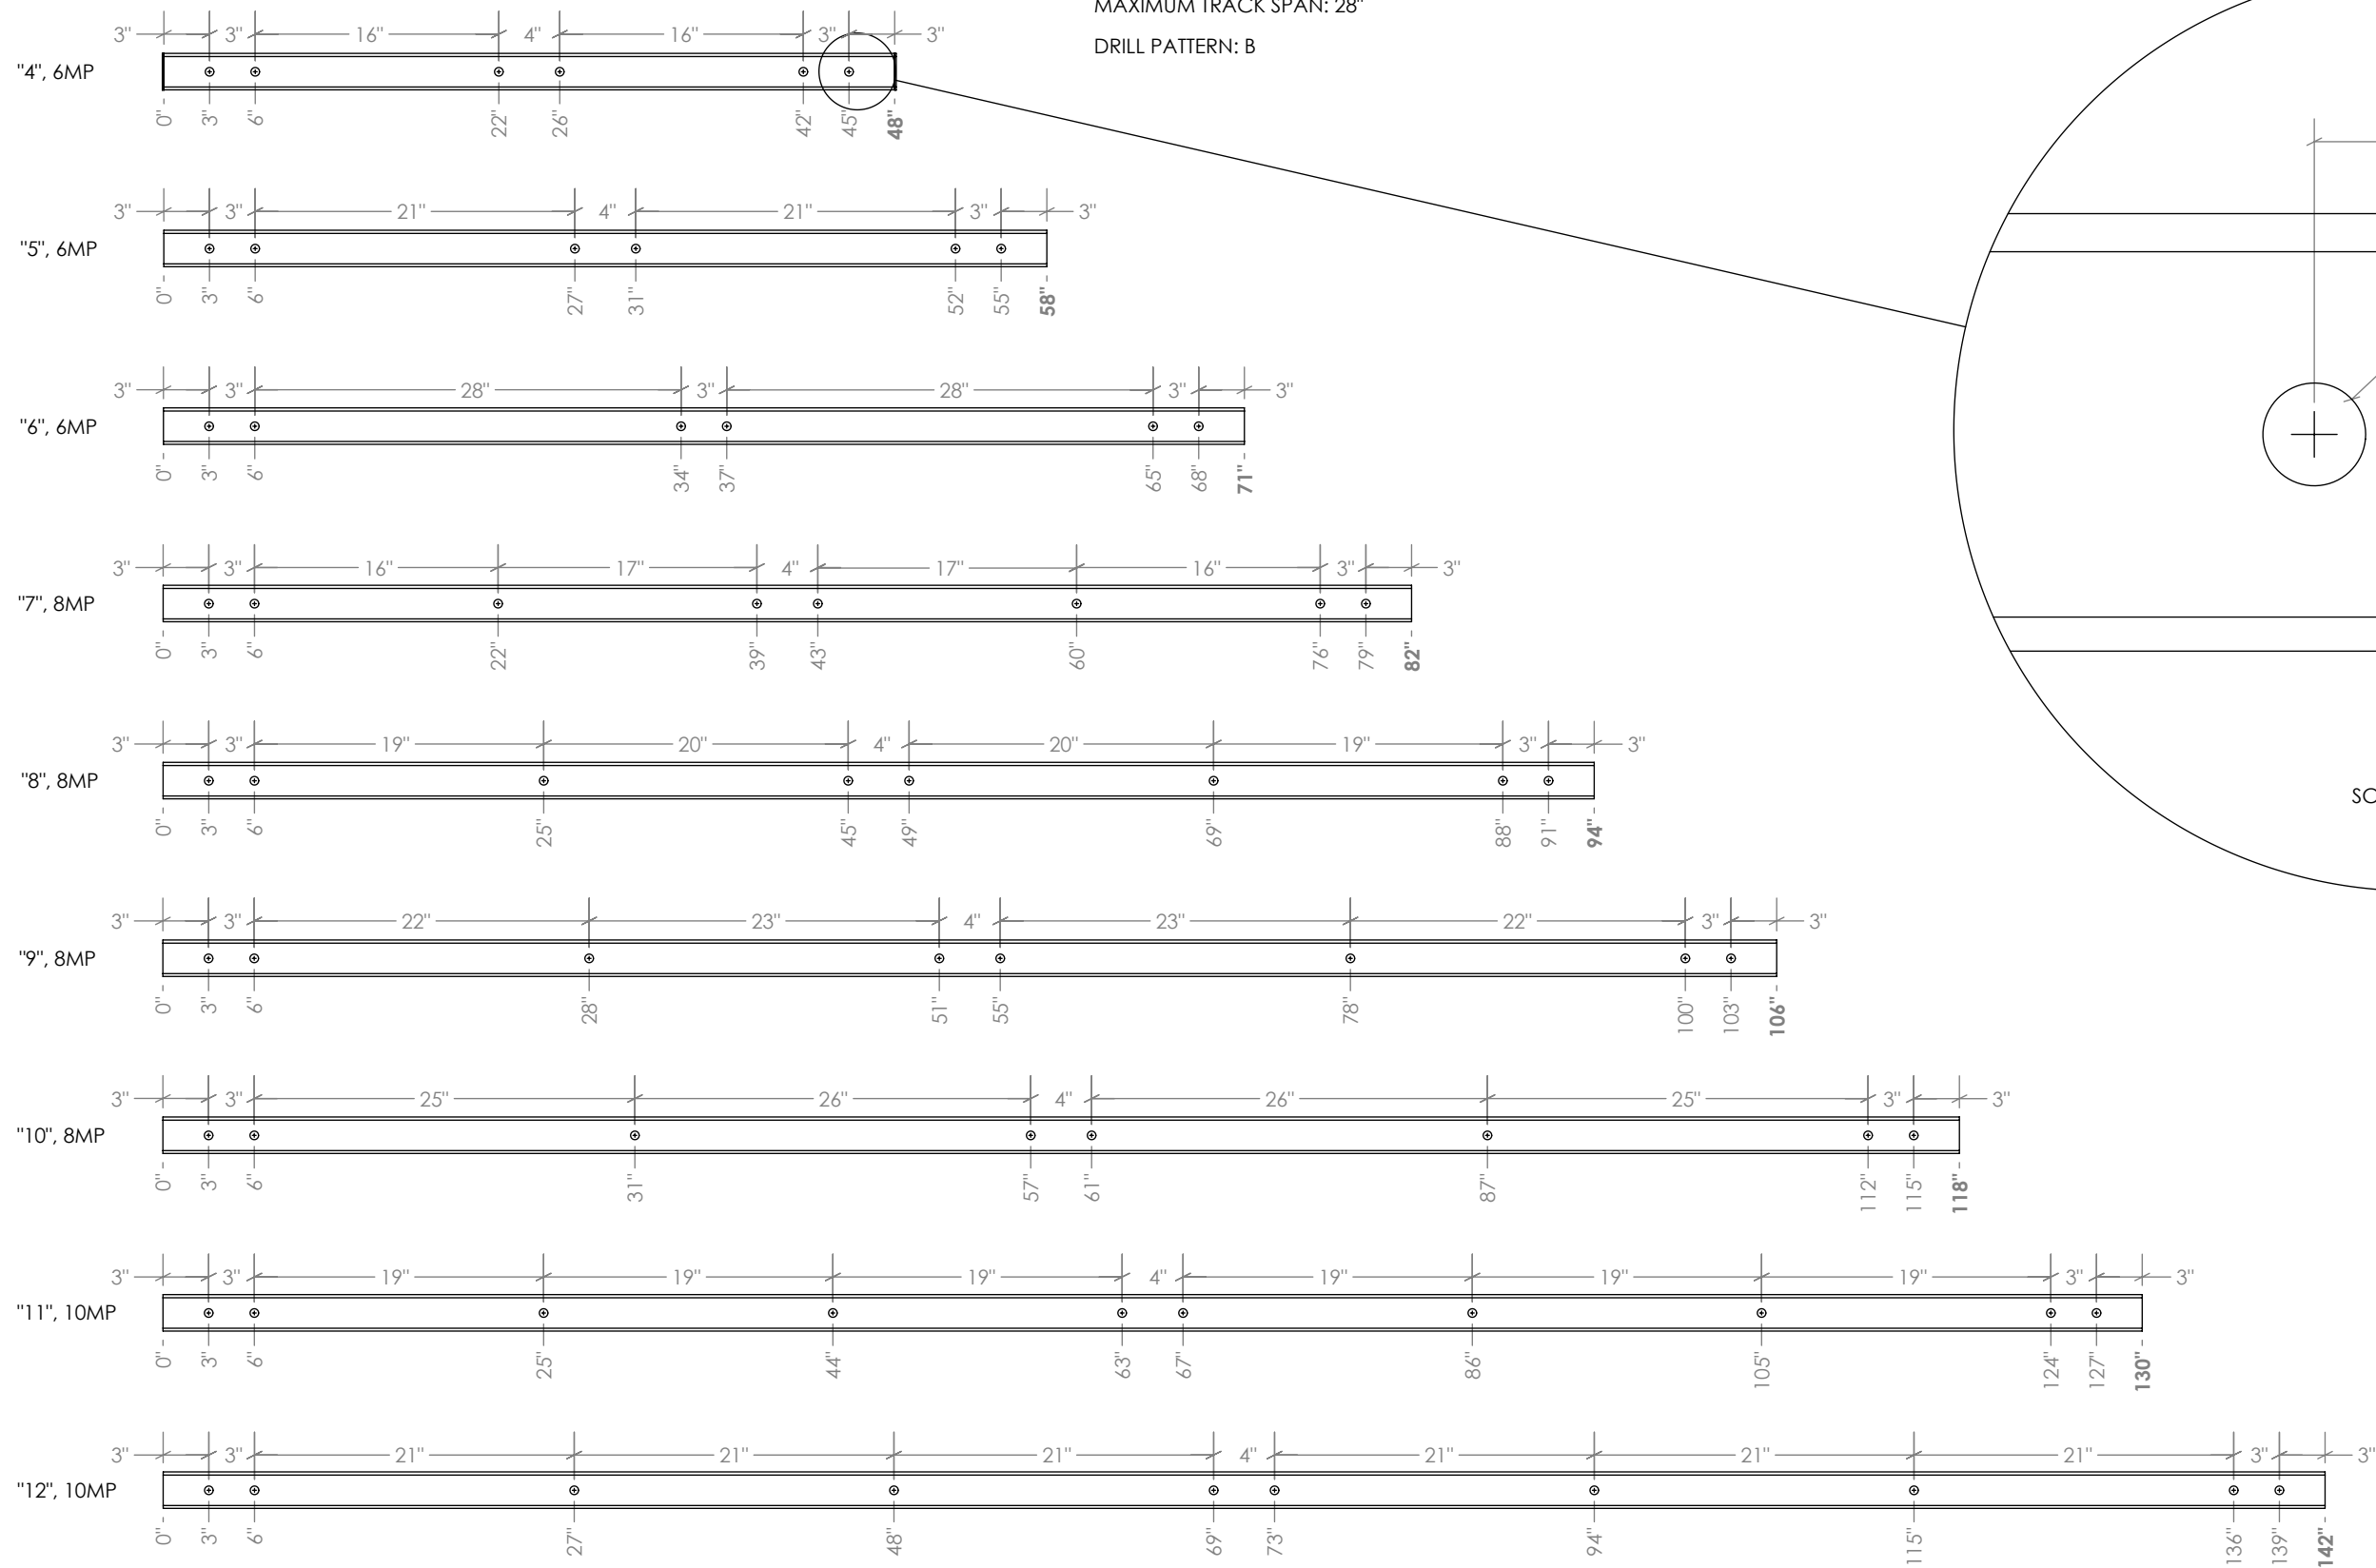 MAXIMUM TRACK SPAN: 28"
DRILL PATTERN: B
3" 3" 16" 4" 16" 3" 3"
"4", 6MP
0" 3" 6" 22" 26" 42" 45" 48"
3" 3" 21" 4" 21" 3" 3"
"5", 6MP
0" 3" 6" 27" 31" 52" 55" 58"
3" 3" 28" 3" 28" 3" 3"
"6", 6MP
0" 3" 6" 34" 37" 65" 68" 71"
3" 3" 16" 17" 4" 17" 16" 3" 3"
"7", 8MP
0" 3" 6" 22" 39" 43" 60" 76" 79" 82"
3" 3" 19" 20" 4" 20" 19" 3" 3"
"8", 8MP
0" 3" 6" 25" 45" 49" 69" 88" 91" 94"
3" 3" 22" 23" 4" 23" 22" 3" 3"
"9", 8MP
0" 3" 6" 28" 51" 55" 78" 100" 103" 106"
3" 3" 25" 26" 4" 26" 25" 3" 3"
"10", 8MP
0" 3" 6" 31" 57" 61" 87" 112" 115" 118"
3" 3" 19" 19" 19" 4" 19" 19" 19" 3" 3"
"11", 10MP
0" 3" 6" 25" 44" 63" 67" 86" 105" 124" 127" 130"
3" 3" 21" 21" 21" 4" 21" 21" 21" 3" 3"
"12", 10MP
0" 3" 6" 27" 48" 69" 73" 94" 115" 136" 139" 142"